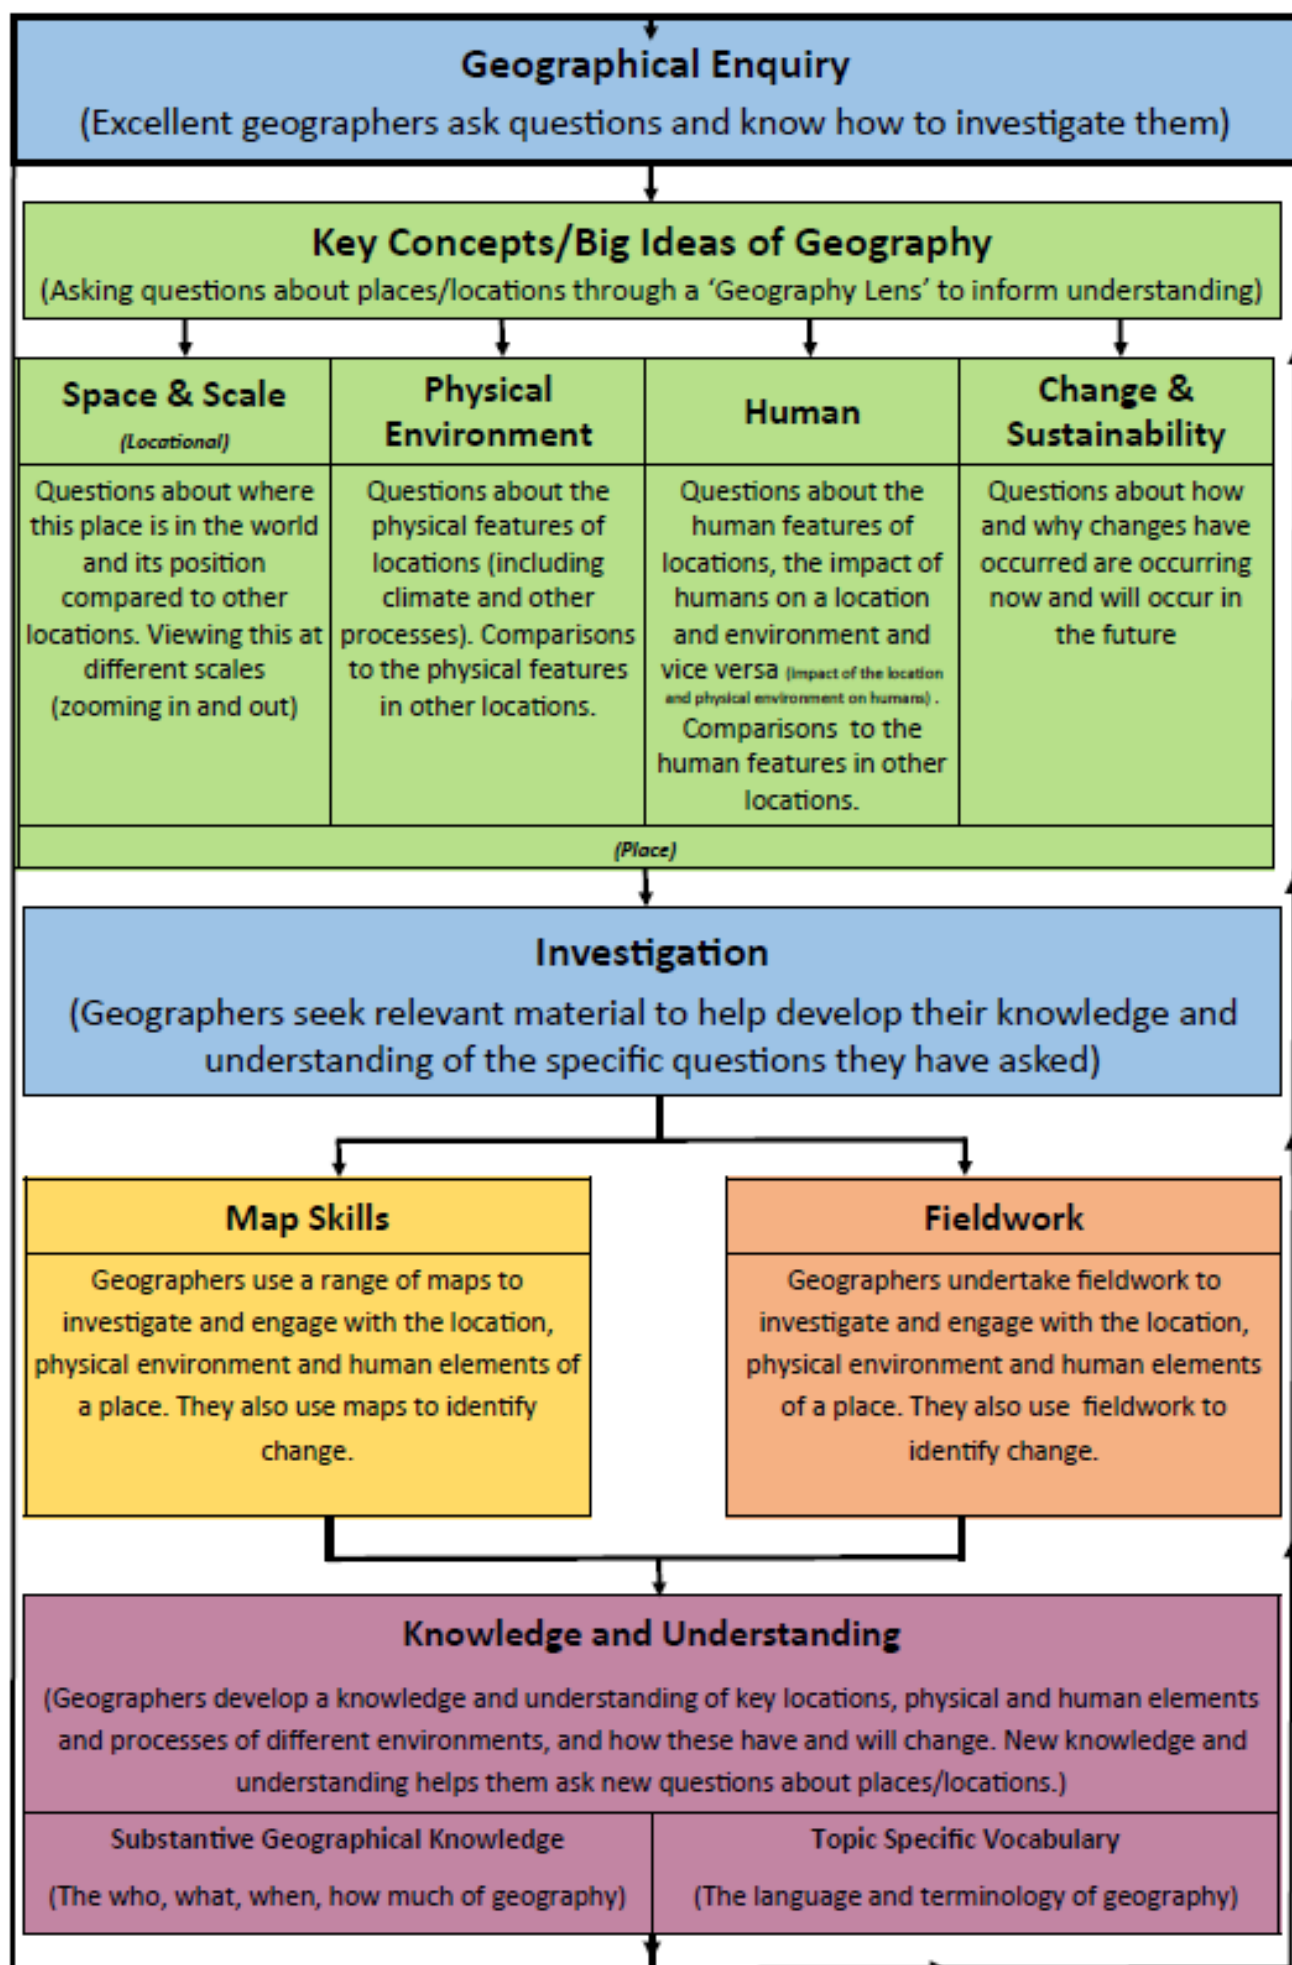 Geographical Enquiry
(Excellent geographers ask questions and know how to investigate them)
Key Concepts/Big Ideas of Geography
(Asking questions about places/locations through a ‘Geography Lens’ to inform understanding)
Space & Scale
(Locational)
Questions about where
this place is in the world
and its position
compared to other
locations. Viewing this at
different scales
(zooming in and out)
Physical
Environment
Questions about the
physical features of
locations (including
climate and other
processes). Comparisons
to the physical features
in other locations.
Human
Questions about the
human features of
locations, the impact of
humans on a location
and environment and
vice versa (impact of the location
and physical environment on humans) .
Comparisons to the
human features in other
locations.
Change &
Sustainability
Questions about how
and why changes have
occurred are occurring
now and will occur in
the future
(Place)
Investigation
(Geographers seek relevant material to help develop their knowledge and
understanding of the specific questions they have asked)
Map Skills
Geographers use a range of maps to
investigate and engage with the location,
physical environment and human elements of
a place. They also use maps to identify
change.
Fieldwork
Geographers undertake fieldwork to
investigate and engage with the location,
physical environment and human elements
of a place. They also use fieldwork to
identify change.
Knowledge and Understanding
(Geographers develop a knowledge and understanding of key locations, physical and human elements
and processes of different environments, and how these have and will change. New knowledge and
understanding helps them ask new questions about places/locations.)
Substantive Geographical Knowledge
(The who, what, when, how much of geography)
Topic Specific Vocabulary
(The language and terminology of geography)